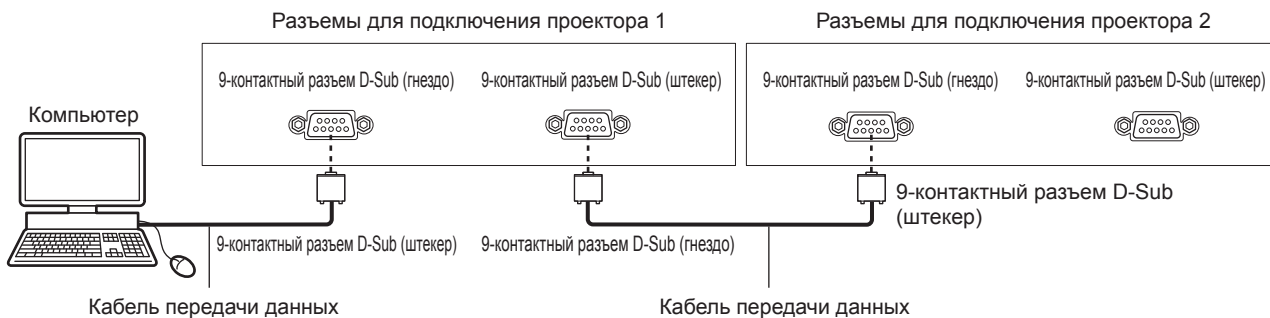 Разъемы для подключения проектора 1
Разъемы для подключения проектора 2
9-контактный разъем D-Sub (гнездо)
9-контактный разъем D-Sub (штекер)
9-контактный разъем D-Sub (гнездо)
9-контактный разъем D-Sub (штекер)
Компьютер
9-контактный разъем D-Sub
(штекер)
9-контактный разъем D-Sub (штекер)
9-контактный разъем D-Sub (гнездо)
Кабель передачи данных
Кабель передачи данных